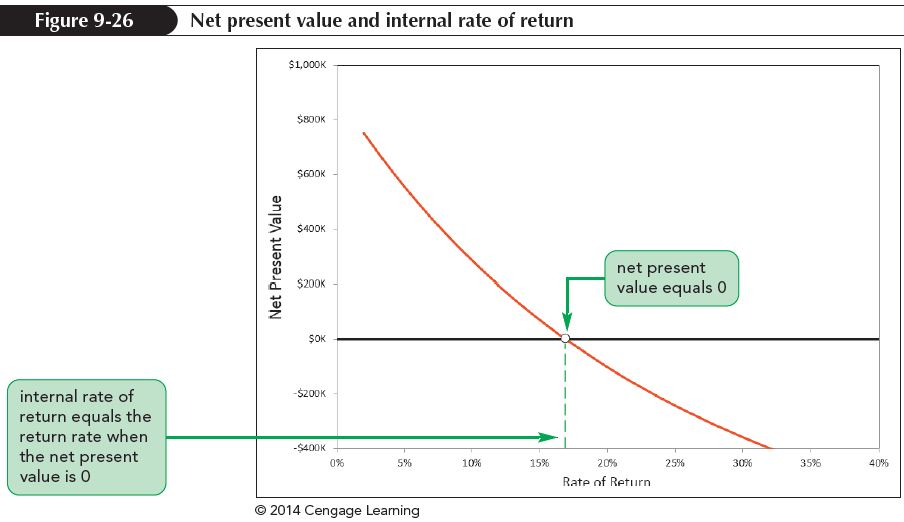 Figure 9-26 Net present value and internal rate of return
$1,000K
$800K
$600K
$400K
$200K
$0K
-$200K
-$400K
Net Present Value
net present
value equals 0
internal rate of
return equals the
return rate when
the net present
value is 0
0% 5% 10% 15% 20% 25% 30% 35% 40%
Rate of Return
© 2014 Cengage Learning